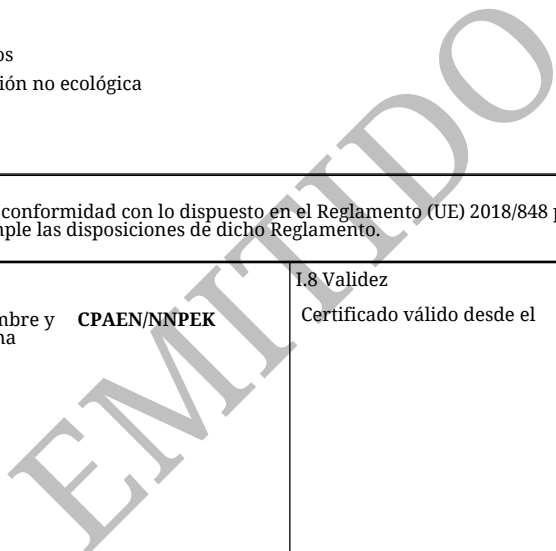 os
ión no ecológica
conformidad con lo dispuesto en el Reglamento (UE) 2018/848
mple las disposiciones de dicho Reglamento.
mbre y CPAEN/NNPEK
na
I.8 Validez
Certificado válido desde el
EMITIDO